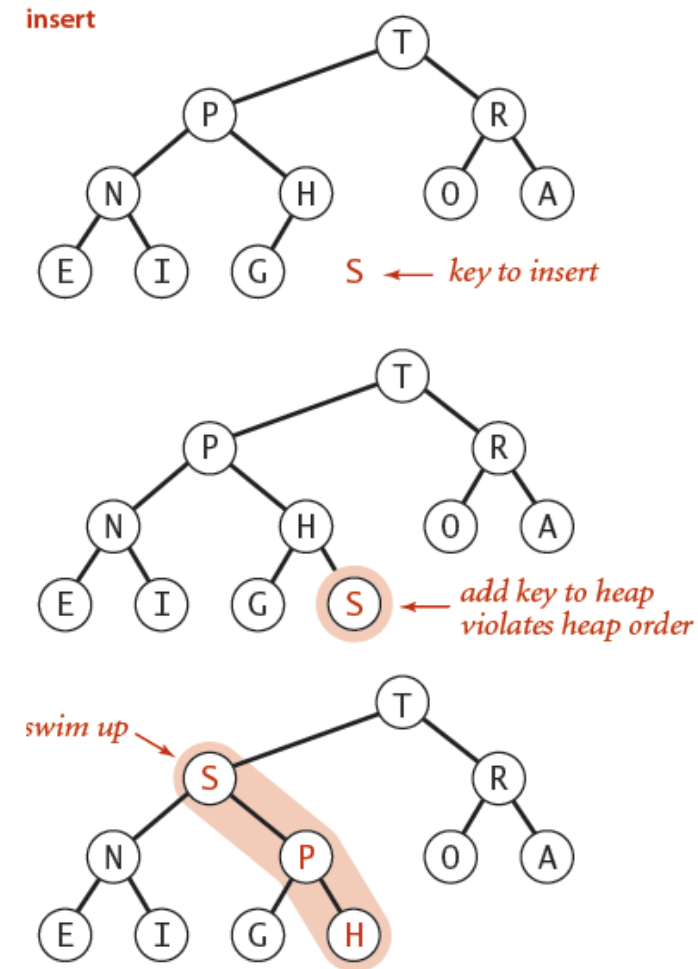 insert
T
P R
N H O A
E I G S key to insert
T
P R
N H O A
E I G S add key to heap
violates heap order
T
swim up
S R
N P O A
E I G H